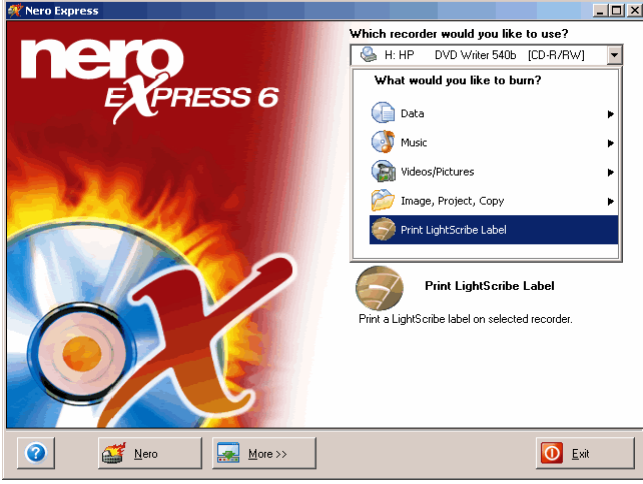 Nero Express
nero
EXPRESS 6
Which recorder would you like to use?
H: HP DVD Writer 540b [CD-R/RW]
What would you like to burn?
Data
Music
Videos/Pictures
Image, Project, Copy
Print LightScribe Label
Print LightScribe Label
Print a LightScribe label on selected recorder.
? Nero More >> Exit